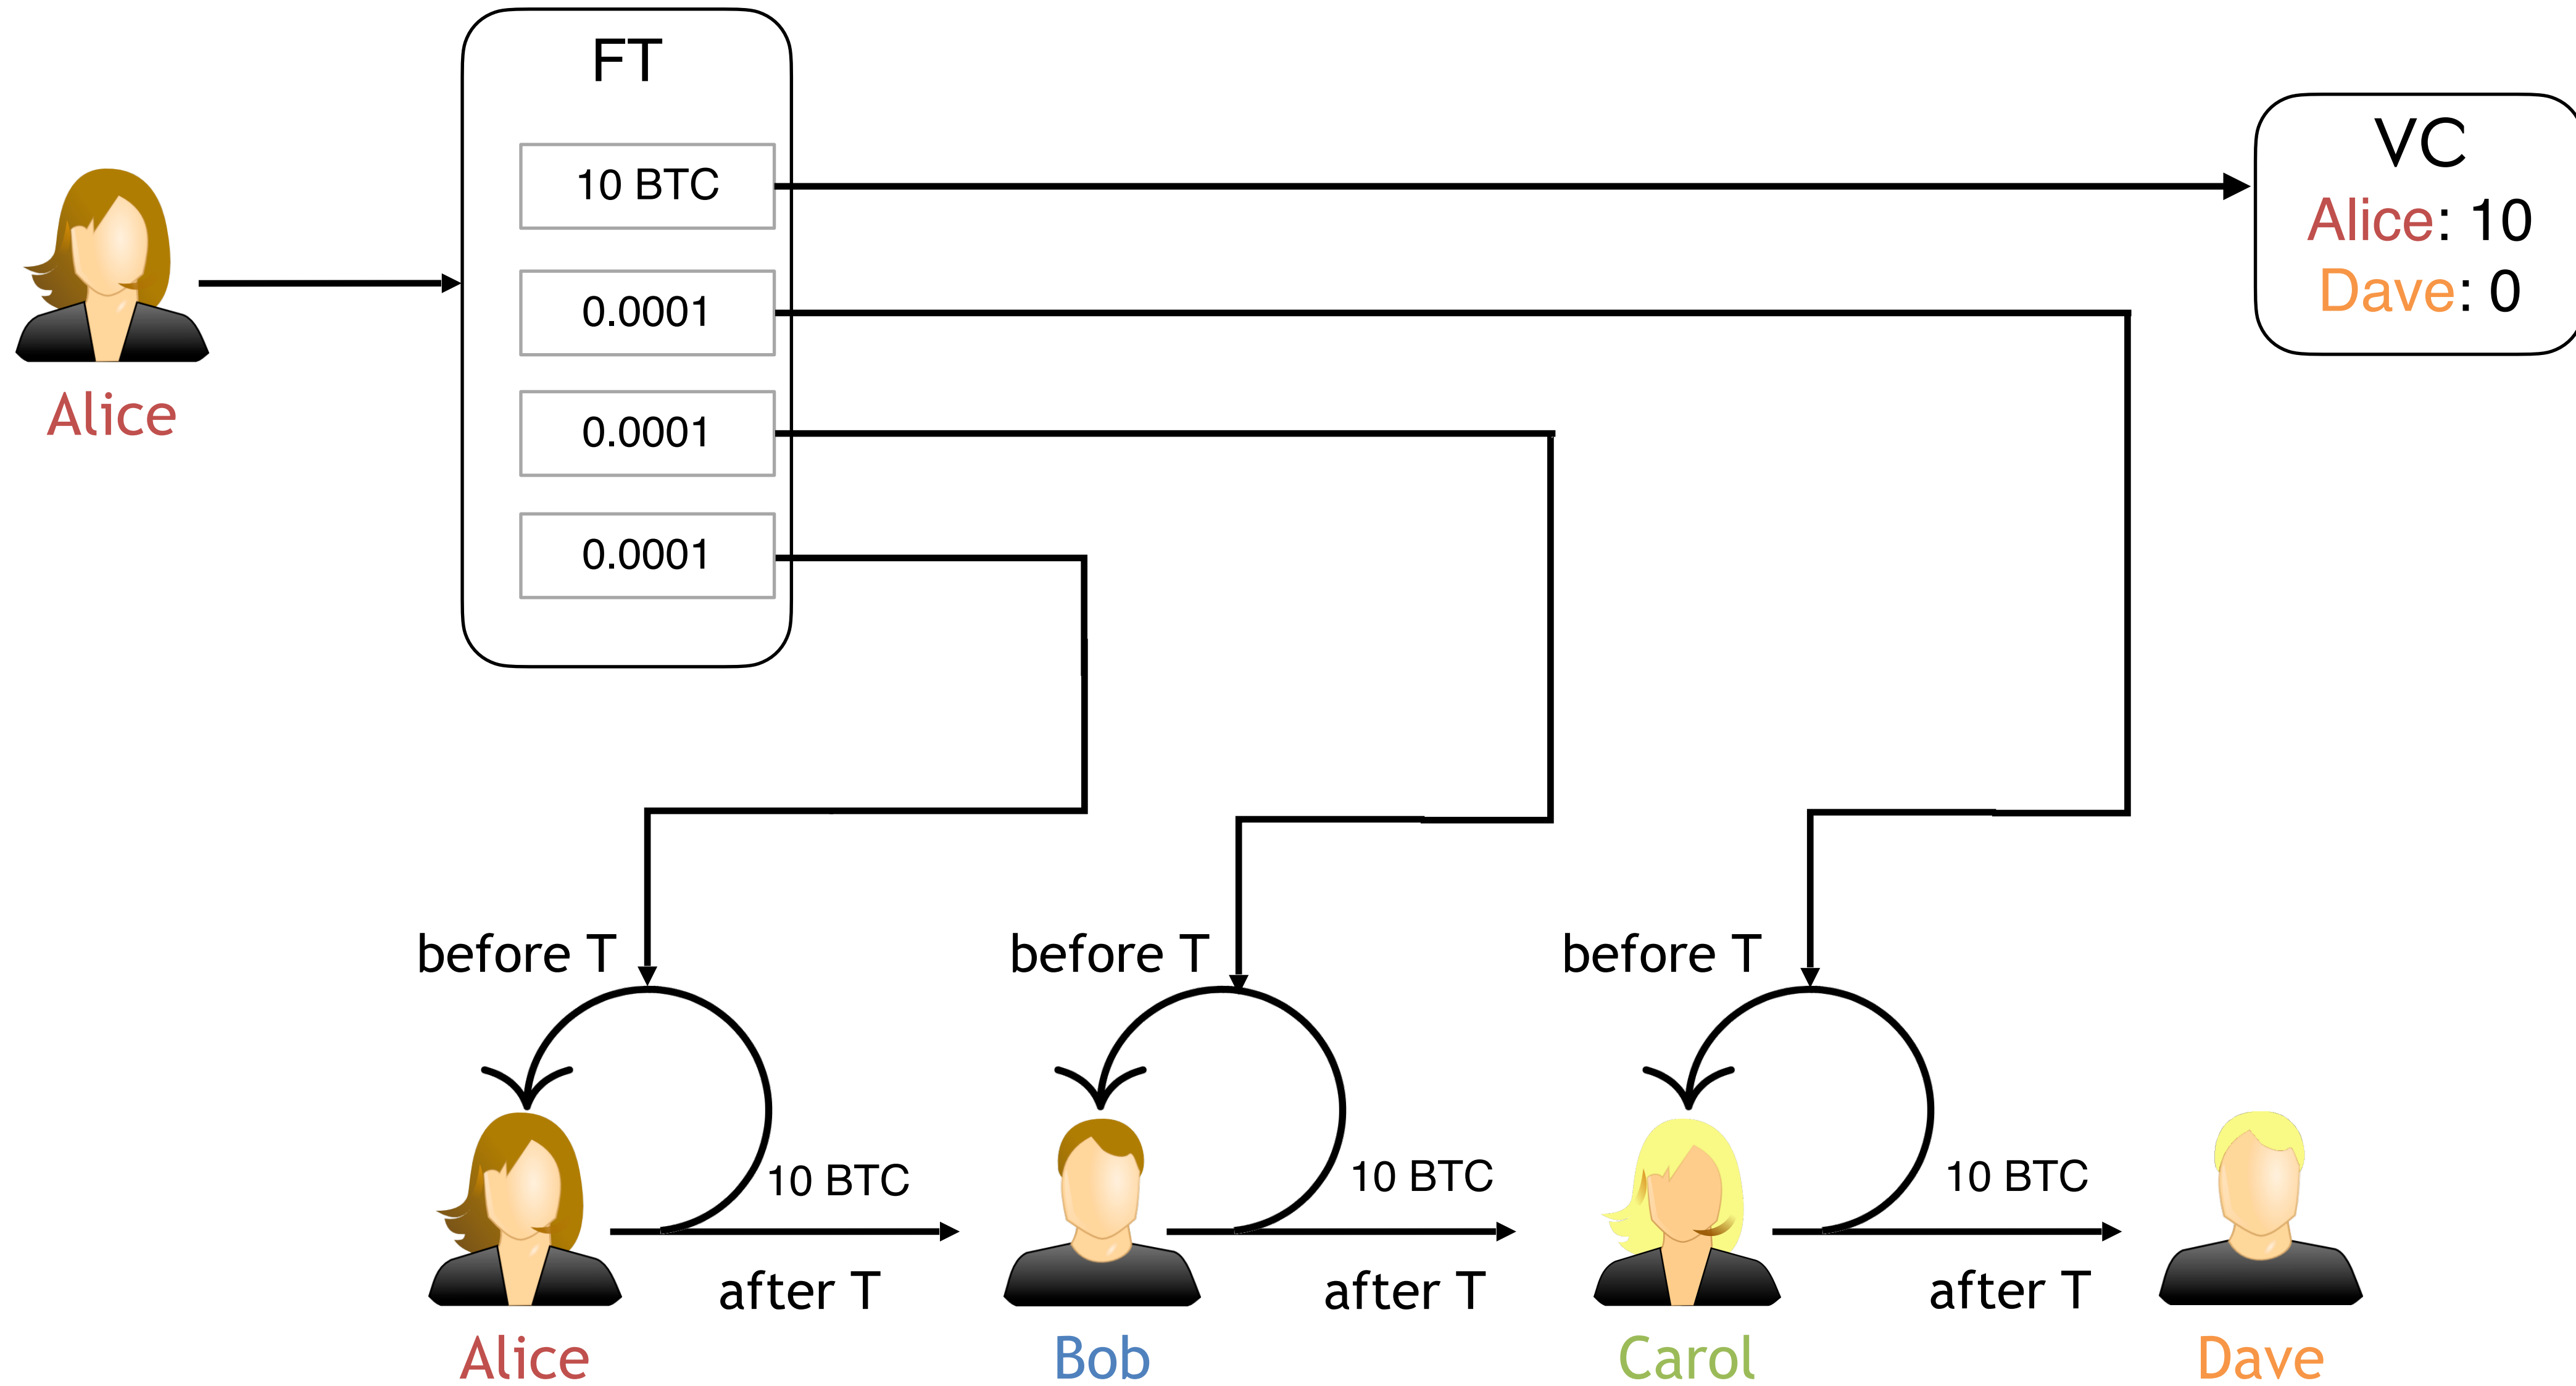 FT
10 BTC
0.0001
0.0001
0.0001
VC
Alice: 10
Dave: 0
Alice
before T
before T
before T
10 BTC
10 BTC
10 BTC
after T
after T
after T
Alice
Bob
Carol
Dave